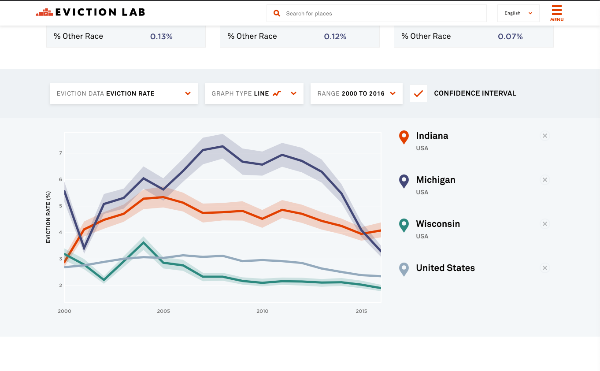 EVICTION LAB
Search for places
English
MENU
% Other Race 0.13%
% Other Race 0.12%
% Other Race 0.07%
EVICTION DATA EVICTION RATE
GRAPH TYPE LINE
RANGE 2000 TO 2016
CONFIDENCE INTERVAL
Indiana
USA
Michigan
USA
Wisconsin
USA
United States
EVICTION RATE (%)
7
6
5
4
3
2
2000 2005 2010 2015